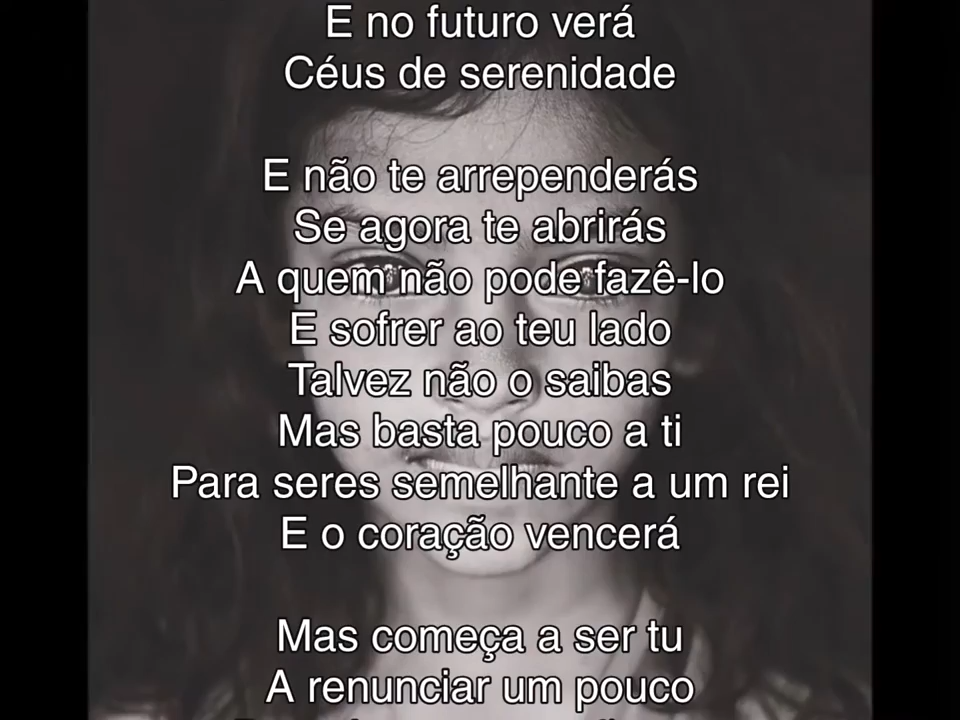 E no futuro verá
Céus de serenidade
E não te arrependerás
Se agora te abrirás
A quem não pode fazê-lo
E sofrer ao teu lado
Talvez não o saibas
Mas basta pouco a ti
Para seres semelhante a um rei
E o coração vencerá
Mas começa a ser tu
A renunciar um pouco